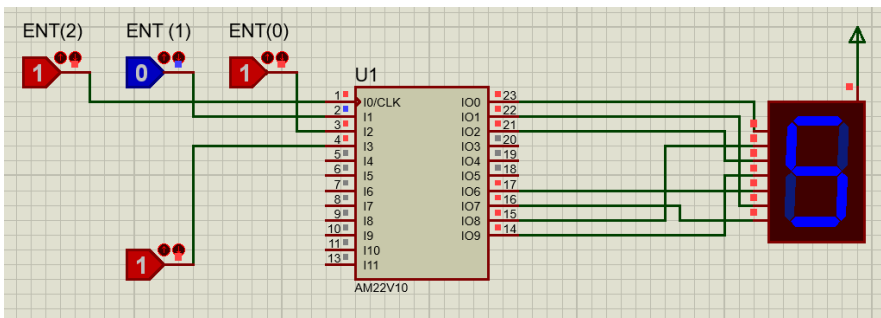 ENT(2) ENT (1) ENT(0)
1 0 1
U1
1 I0/CLK IO0 23
2 I1 IO1 22
3 I2 IO2 21
4 I3 IO3 20
5 I4 IO4 19
6 I5 IO5 18
7 I6 IO6 17
8 I7 IO7 16
9 I8 IO8 15
10 I9 IO9 14
11 I10
13 I11
1
AM22V10